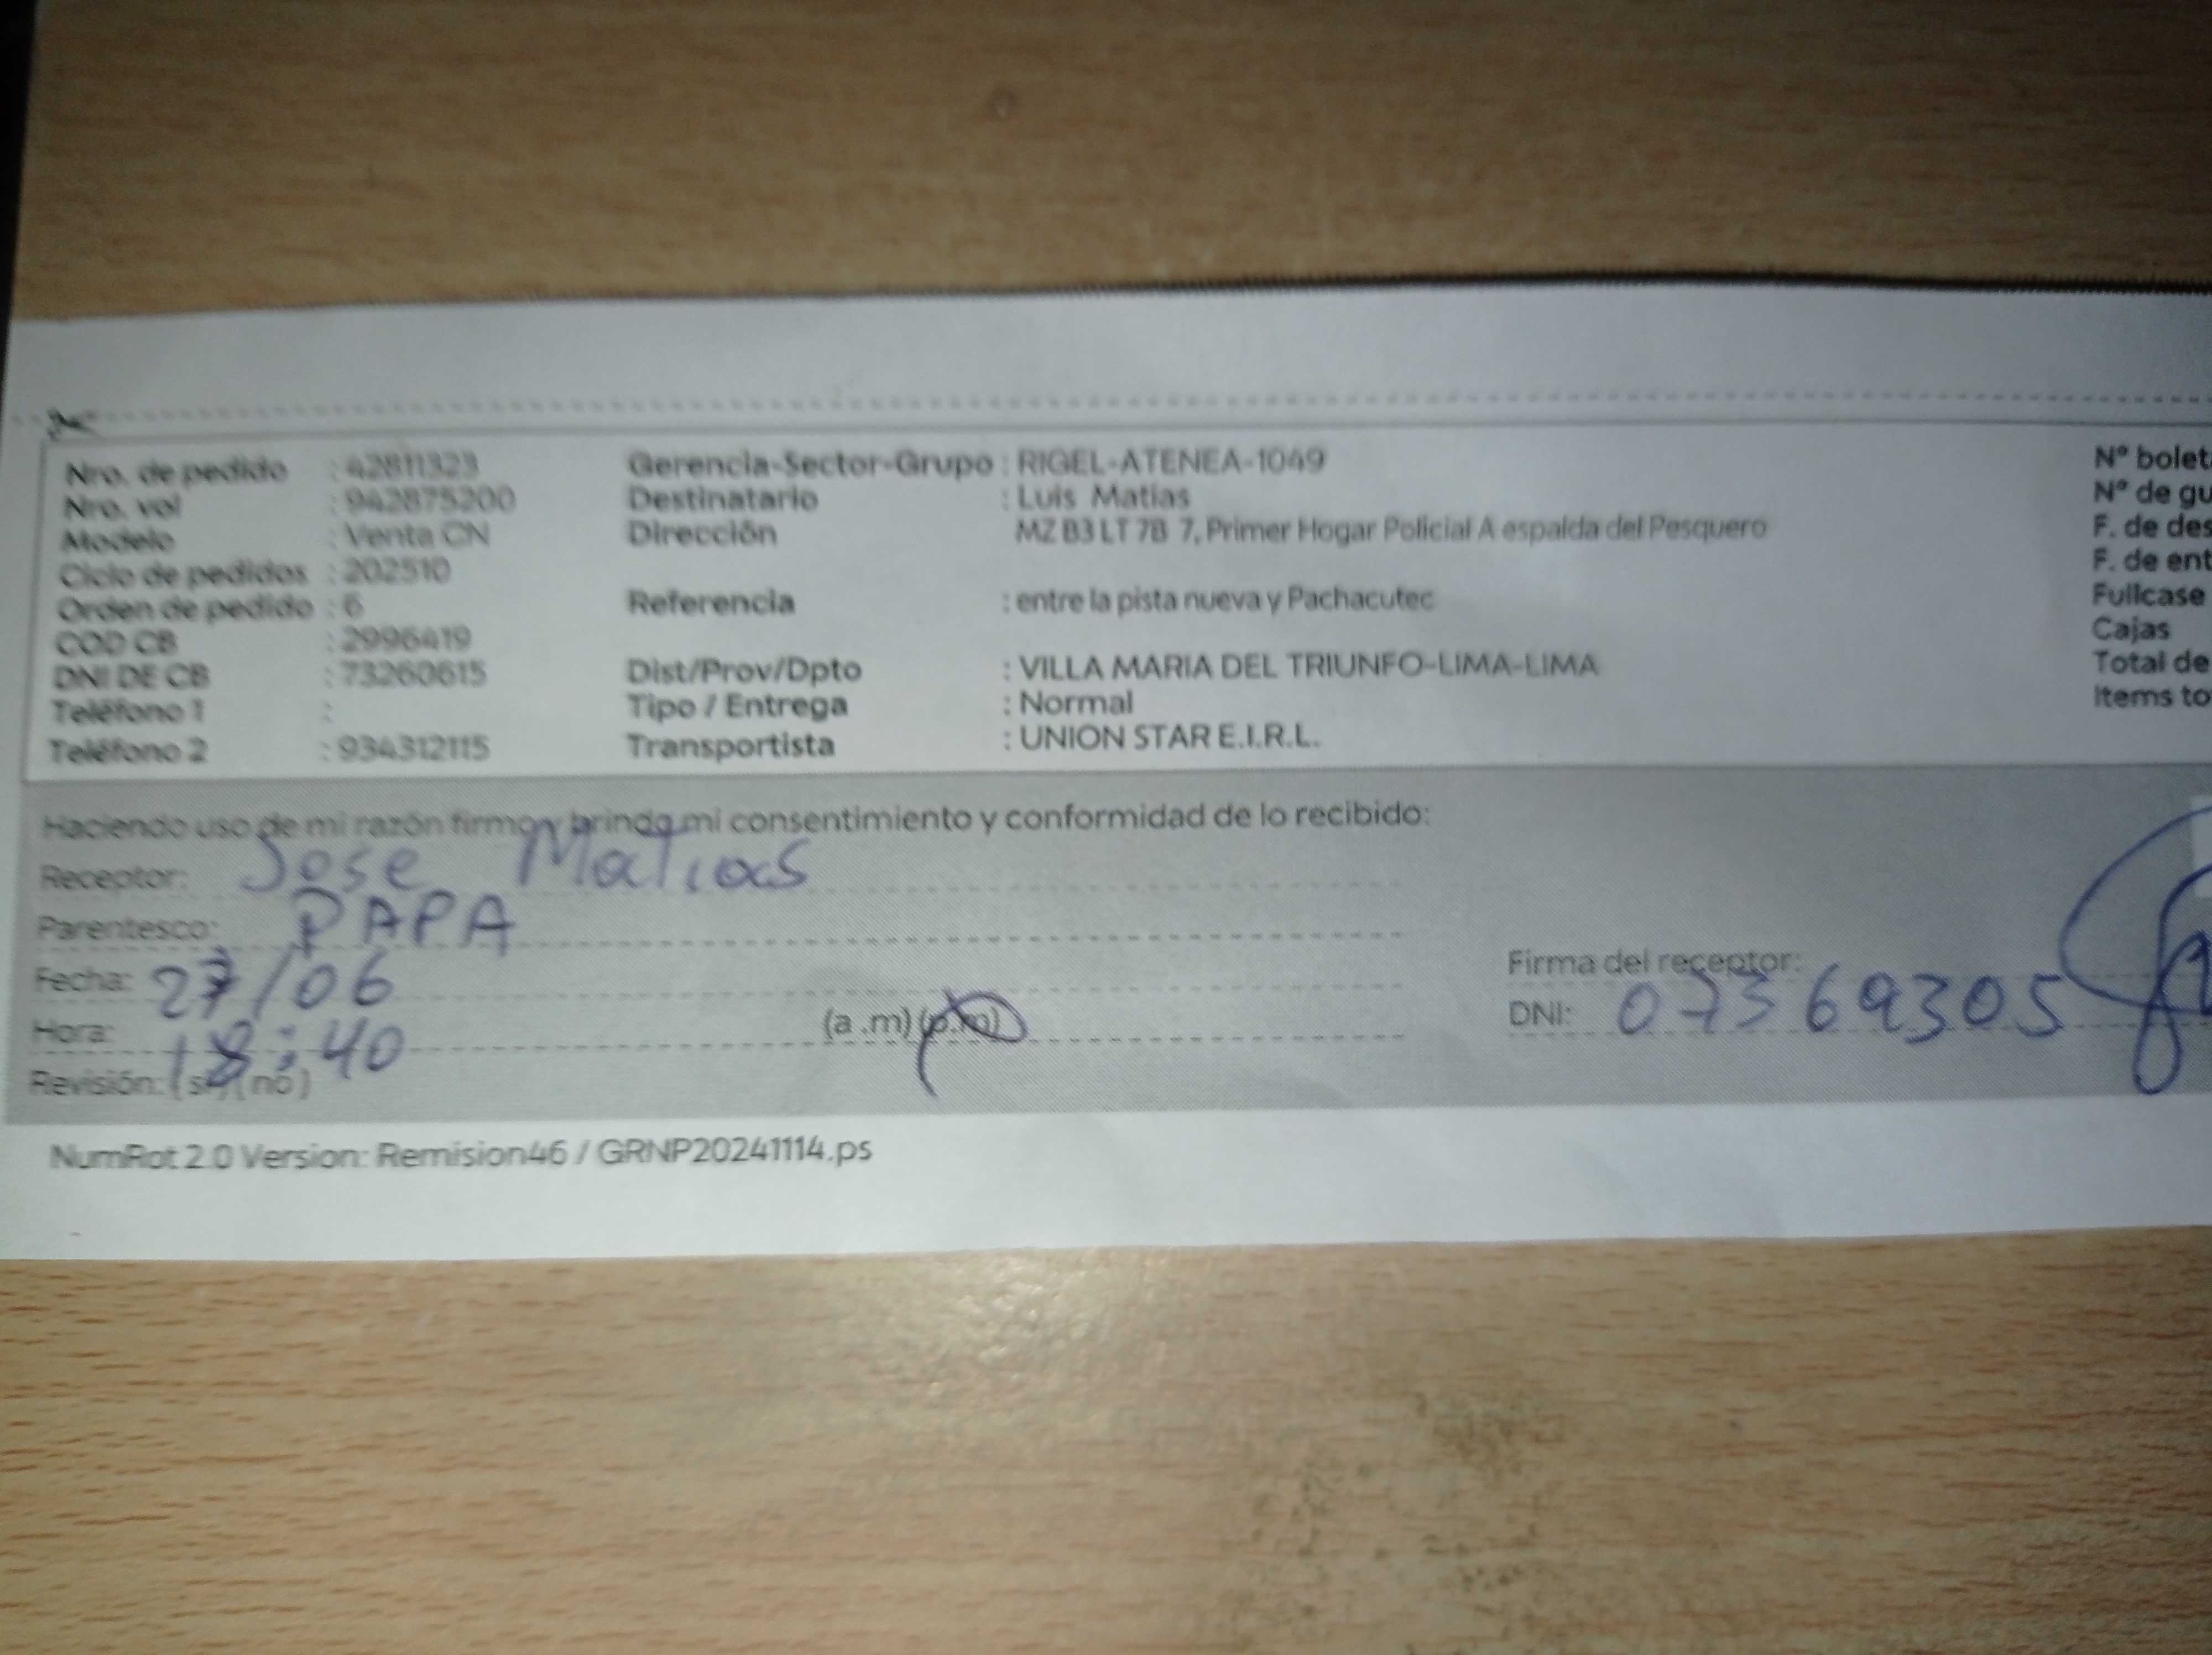 Nro. de pedido : 42811323 Gerencia-Sector-Grupo : RIGEL-ATENEA-1049 N° bolet
Nro. vol : 942875200 Destinatario : Luis Matias N° de gu
Modelo : Venta CN Dirección MZ B3 LT 7B 7, Primer Hogar Policial A espalda del Pesquero F. de des
Ciclo de pedidos : 202510 F. de ent
Orden de pedido : 6 Referencia : entre la pista nueva y Pachacutec Fullcase
COD CB : 2996419 Cajas
DNI DE CB : 73260615 Dist/Prov/Dpto : VILLA MARIA DEL TRIUNFO-LIMA-LIMA Total de
Teléfono 1 : Tipo / Entrega : Normal Items to
Teléfono 2 : 934312115 Transportista : UNION STAR E.I.R.L.
Haciendo uso de mi razón firmo y brindo mi consentimiento y conformidad de lo recibido:
Receptor: Jose Matias
Parentesco: PAPA
Fecha: 27/06 Firma del receptor:
Hora: 18:40 (a.m) (p.m) DNI: 07369305
Revisión: (si) (no)
NumRot 2.0 Version: Remision46 / GRNP20241114.ps